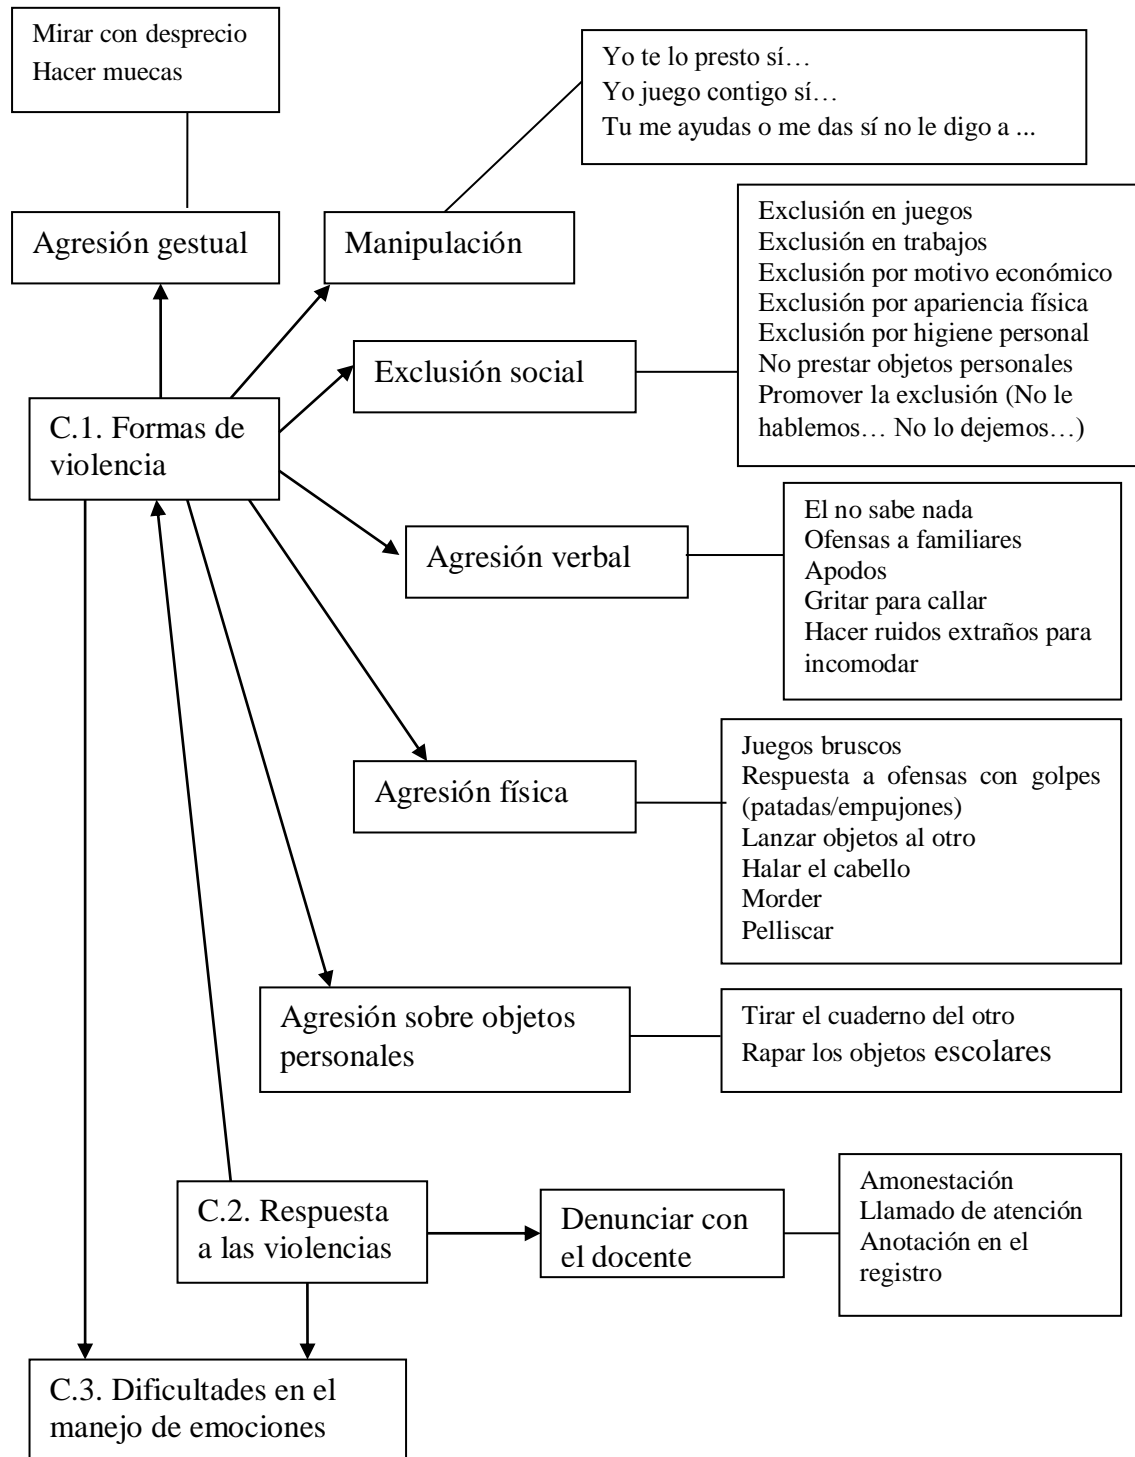 Mirar con desprecio
Hacer muecas
Yo te lo presto sí…
Yo juego contigo sí…
Tu me ayudas o me das sí no le digo a ...
Agresión gestual
Manipulación
Exclusión en juegos
Exclusión en trabajos
Exclusión por motivo económico
Exclusión por apariencia física
Exclusión por higiene personal
No prestar objetos personales
Promover la exclusión (No le
hablemos… No lo dejemos…)
Exclusión social
C.1. Formas de
violencia
El no sabe nada
Ofensas a familiares
Apodos
Gritar para callar
Hacer ruidos extraños para
incomodar
Agresión verbal
Juegos bruscos
Respuesta a ofensas con golpes
(patadas/empujones)
Lanzar objetos al otro
Halar el cabello
Morder
Pelliscar
Agresión física
Agresión sobre objetos
personales
Tirar el cuaderno del otro
Rapar los objetos escolares
C.2. Respuesta
a las violencias
Denunciar con
el docente
Amonestación
Llamado de atención
Anotación en el
registro
C.3. Dificultades en el
manejo de emociones